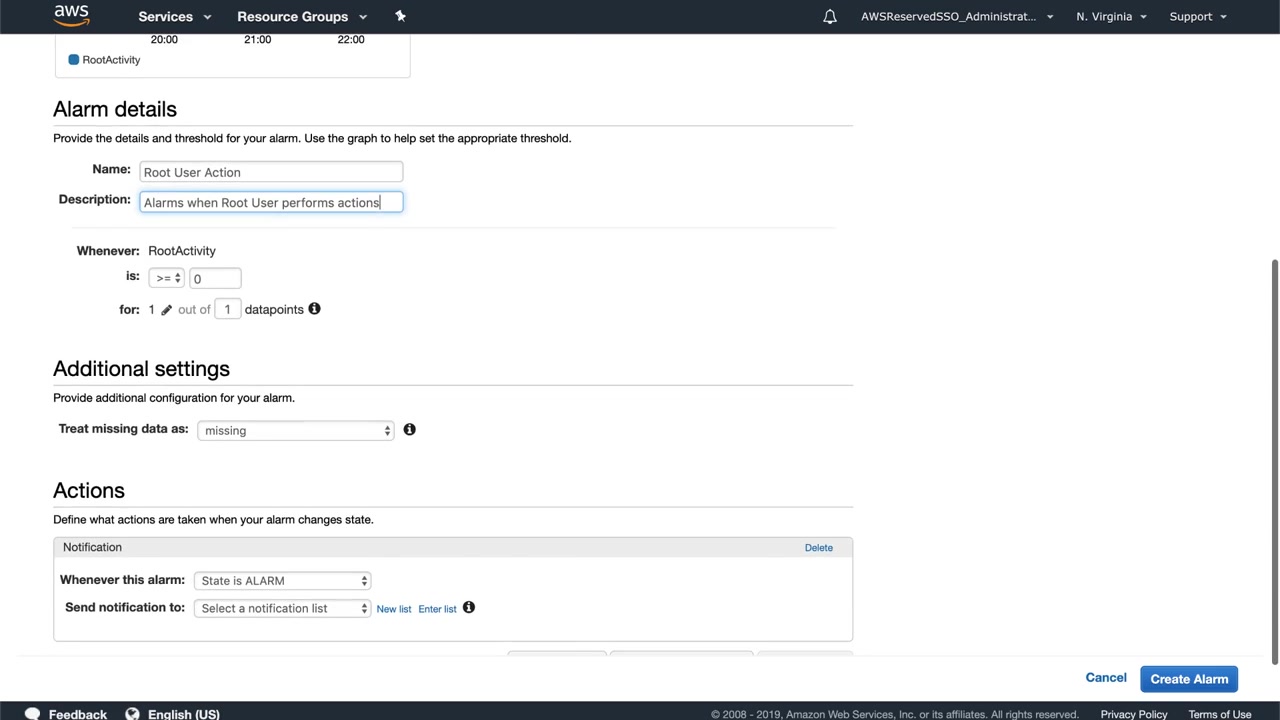 aws Services Resource Groups AWSReservedSSO_Administrat... N. Virginia Support
20:00 21:00 22:00
RootActivity
Alarm details
Provide the details and threshold for your alarm. Use the graph to help set the appropriate threshold.
Name: Root User Action
Description: Alarms when Root User performs actions
Whenever: RootActivity
is: >= 0
for: 1 out of 1 datapoints
Additional settings
Provide additional configuration for your alarm.
Treat missing data as: missing
Actions
Define what actions are taken when your alarm changes state.
Notification Delete
Whenever this alarm: State is ALARM
Send notification to: Select a notification list New list Enter list
Cancel Create Alarm
Feedback English (US) © 2008 - 2019, Amazon Web Services, Inc. or its affiliates. All rights reserved. Privacy Policy Terms of Use